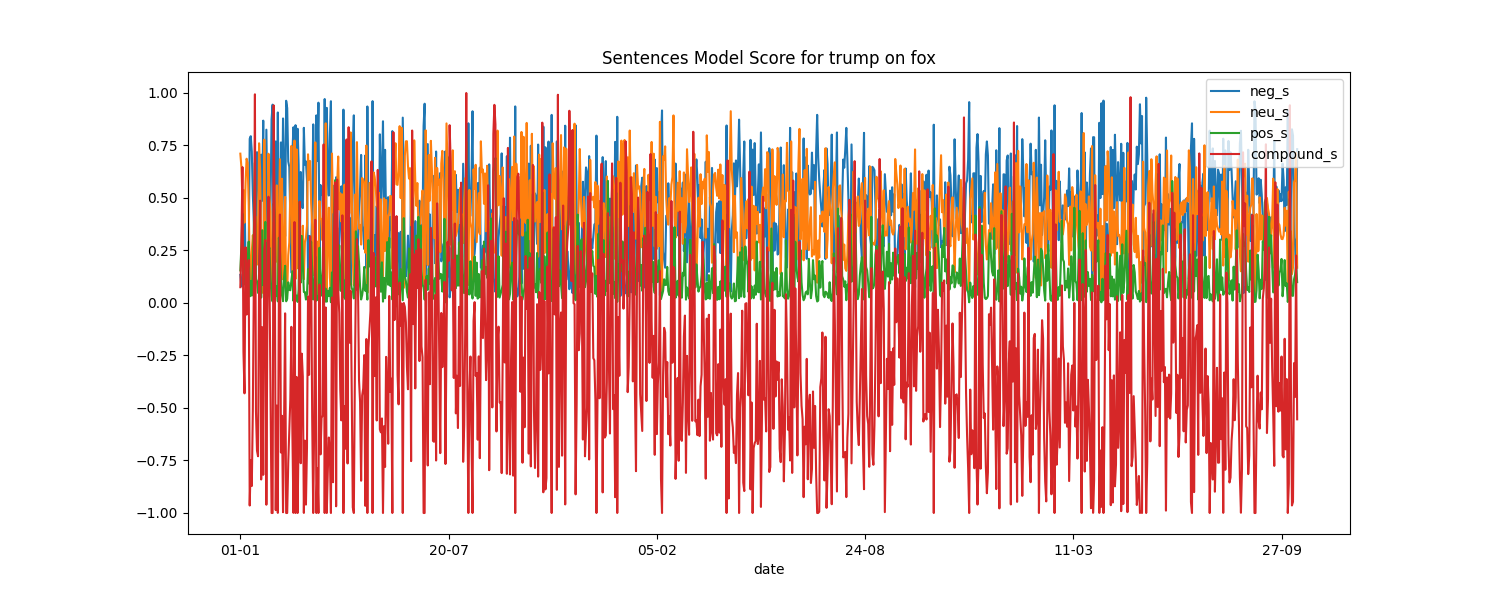 Sentences Model Score for trump on fox
neg_s
neu_s
pos_s
compound_s
1.00
0.75
0.50
0.25
0.00
−0.25
−0.50
−0.75
−1.00
01-01 20-07 05-02 24-08 11-03 27-09
date